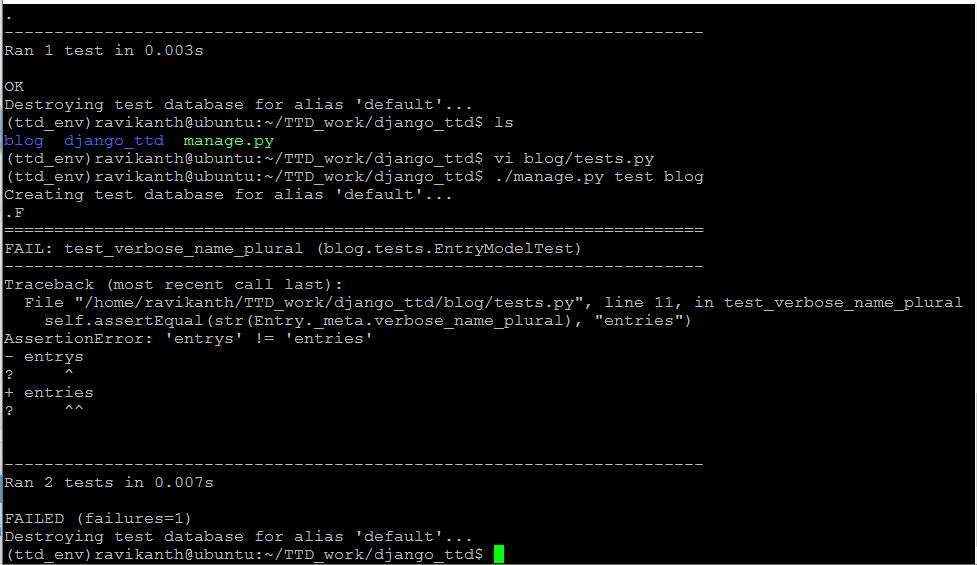 .
----------------------------------------------------------------------
Ran 1 test in 0.003s
OK
Destroying test database for alias 'default'...
(ttd_env)ravikanth@ubuntu:~/TTD_work/django_ttd$ ls
blog  django_ttd  manage.py
(ttd_env)ravikanth@ubuntu:~/TTD_work/django_ttd$ vi blog/tests.py
(ttd_env)ravikanth@ubuntu:~/TTD_work/django_ttd$ ./manage.py test blog
Creating test database for alias 'default'...
.F
======================================================================
FAIL: test_verbose_name_plural (blog.tests.EntryModelTest)
----------------------------------------------------------------------
Traceback (most recent call last):
  File "/home/ravikanth/TTD_work/django_ttd/blog/tests.py", line 11, in test_verbose_name_plural
    self.assertEqual(str(Entry._meta.verbose_name_plural), "entries")
AssertionError: 'entrys' != 'entries'
- entrys
?     ^
+ entries
?     ^^
----------------------------------------------------------------------
Ran 2 tests in 0.007s
FAILED (failures=1)
Destroying test database for alias 'default'...
(ttd_env)ravikanth@ubuntu:~/TTD_work/django_ttd$